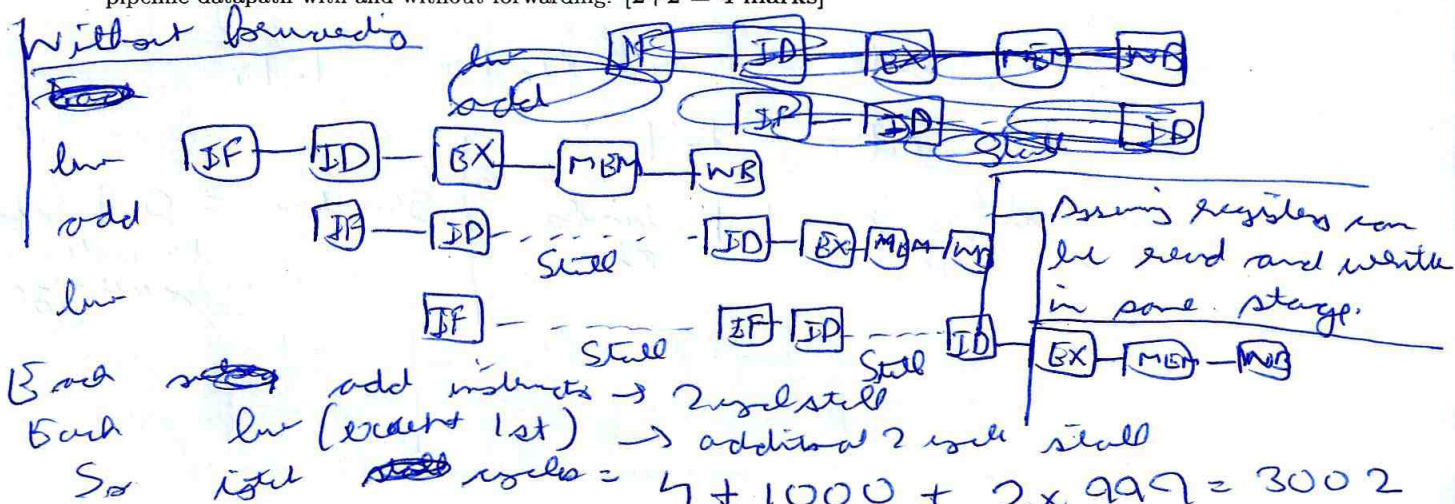 pipeline datapath with and without forwarding. [2+2 = 4 marks]
Without forwarding
lw IF ID EX MEM WB
add IF ID Stall ID
lw IF ID EX MEM WB
add IF ID Stall ID EX MEM WB
Assuming registers can
be read and write
in same stage.
lw IF Stall IF ID Stall ID EX MEM WB
Each add instructs → 2 cycle stall
Each lw (except 1st) → additional 2 cycle stall
So total cycles = 4 + 1000 + 2 x 999 = 3002